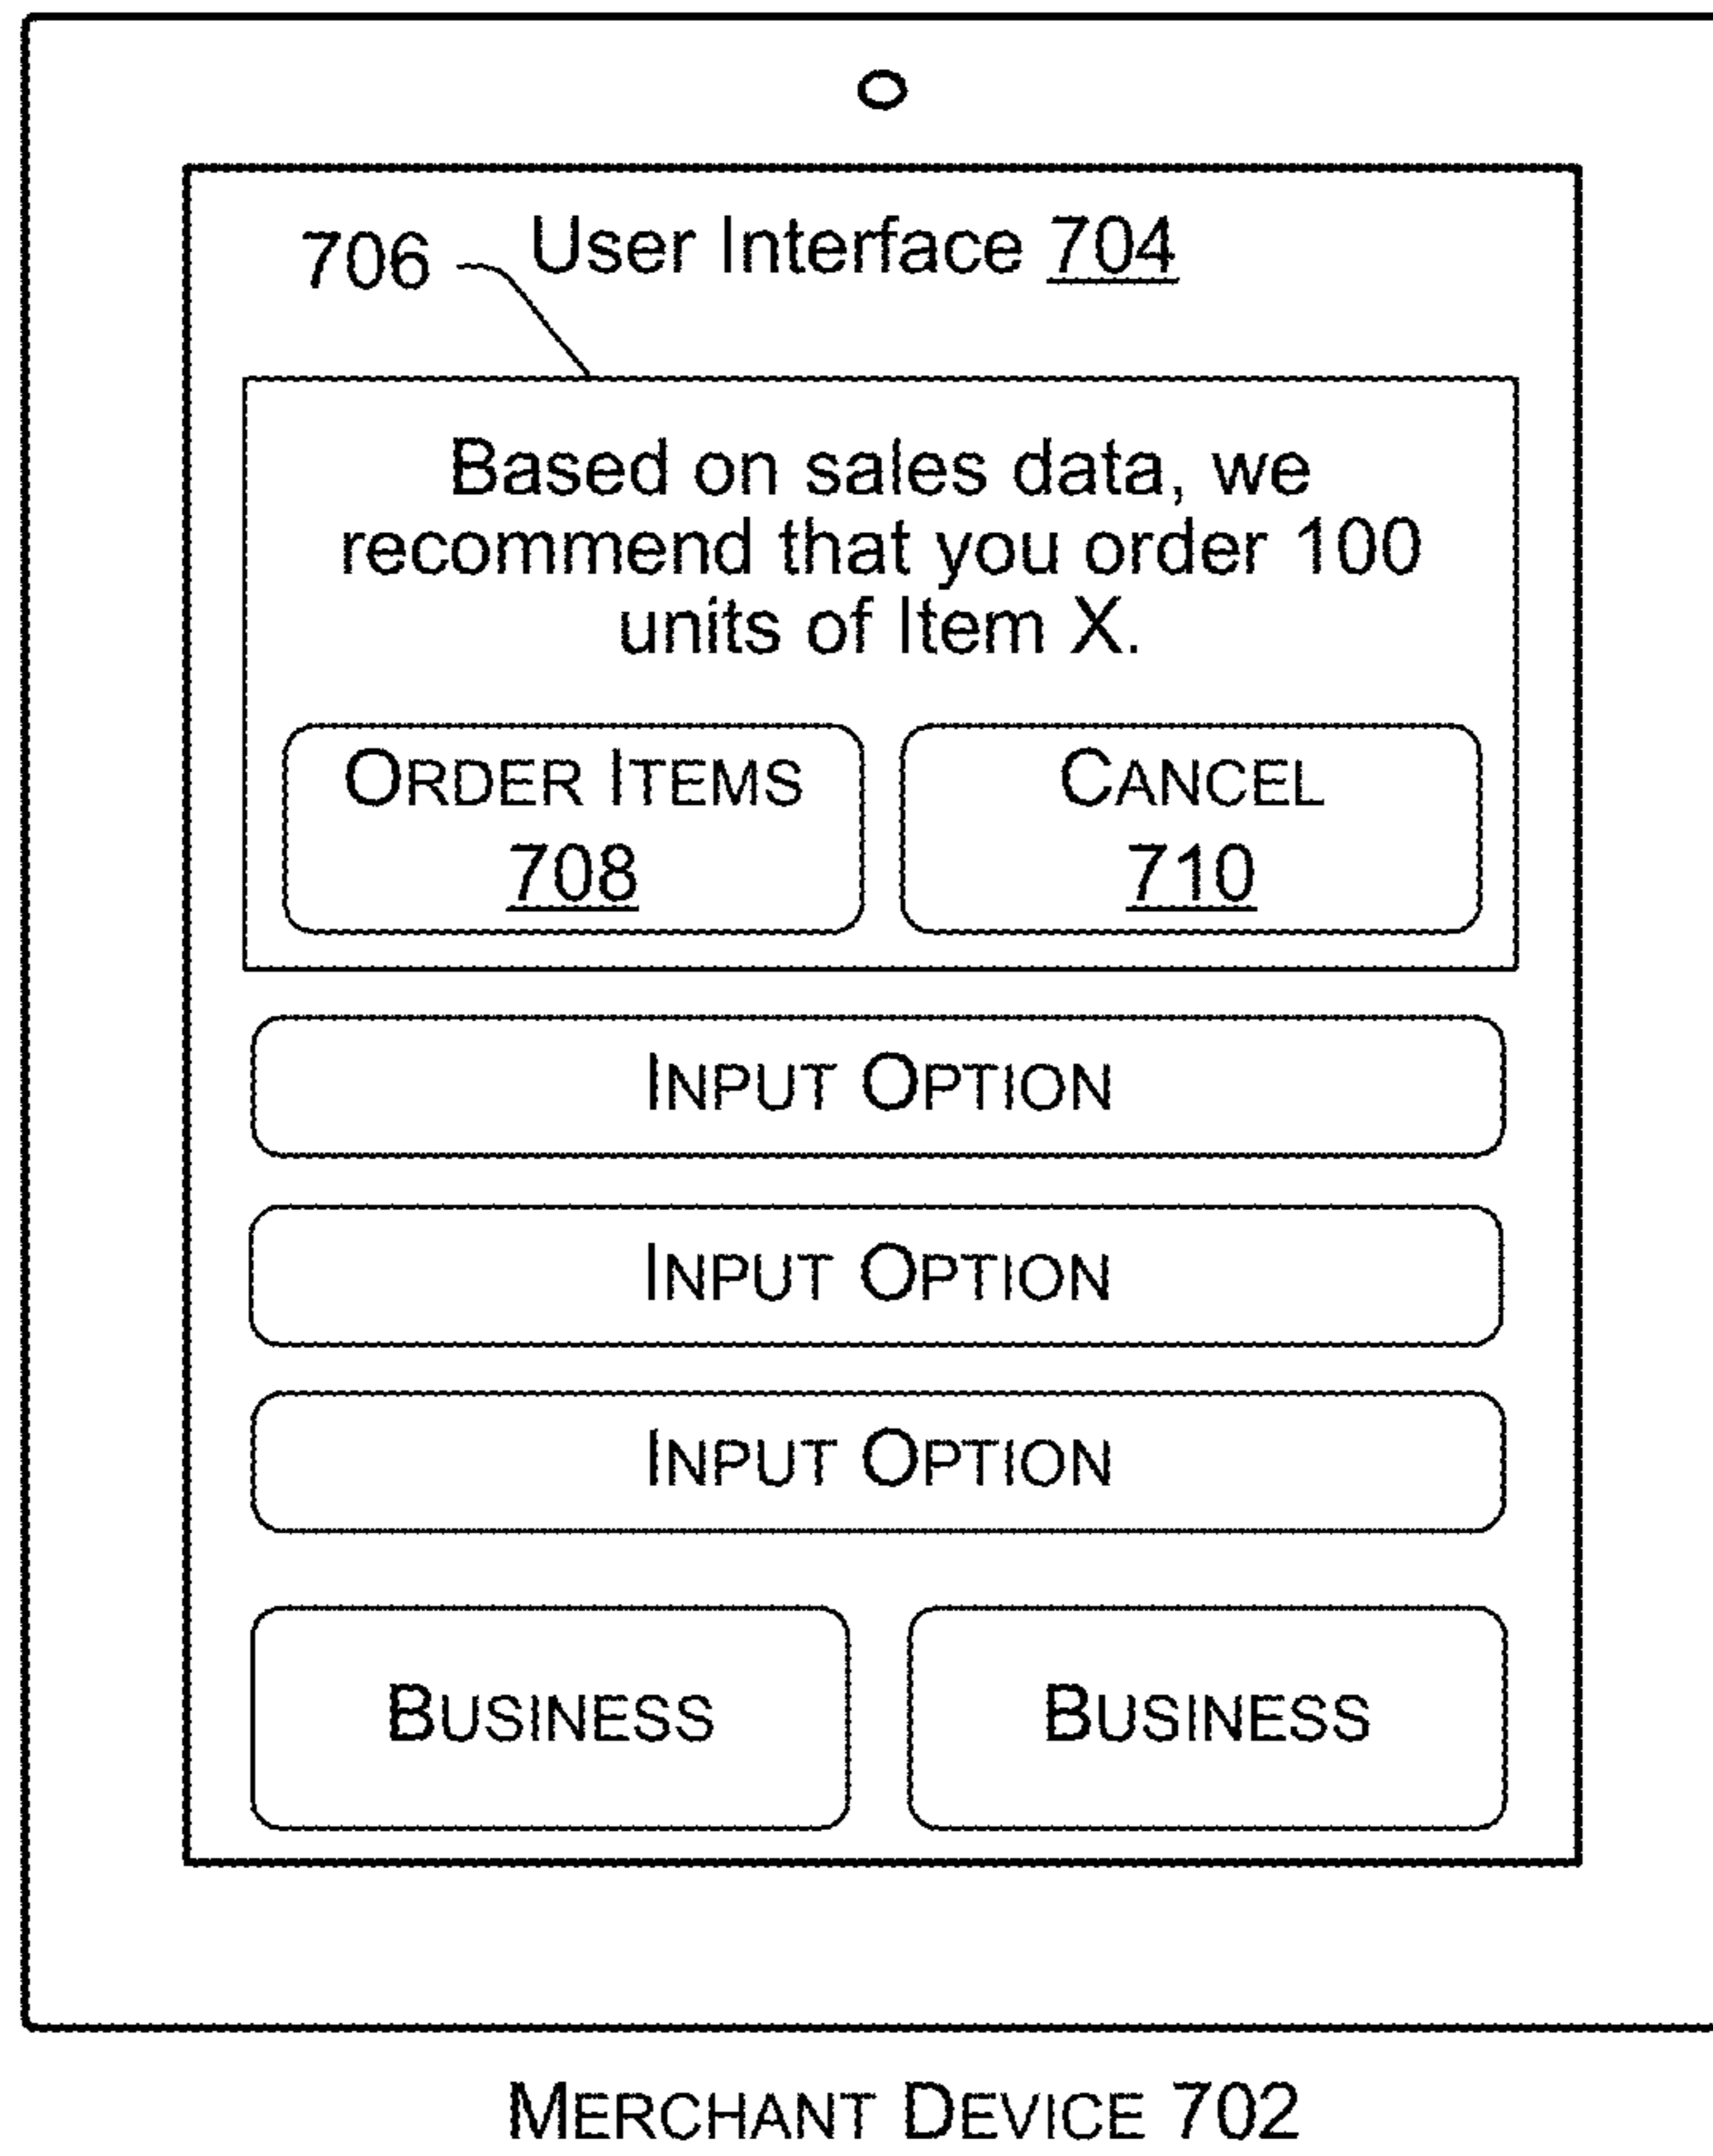 706 User Interface 704
Based on sales data, we
recommend that you order 100
units of Item X.
ORDER ITEMS
708
CANCEL
710
INPUT OPTION
INPUT OPTION
INPUT OPTION
BUSINESS
BUSINESS
MERCHANT DEVICE 702